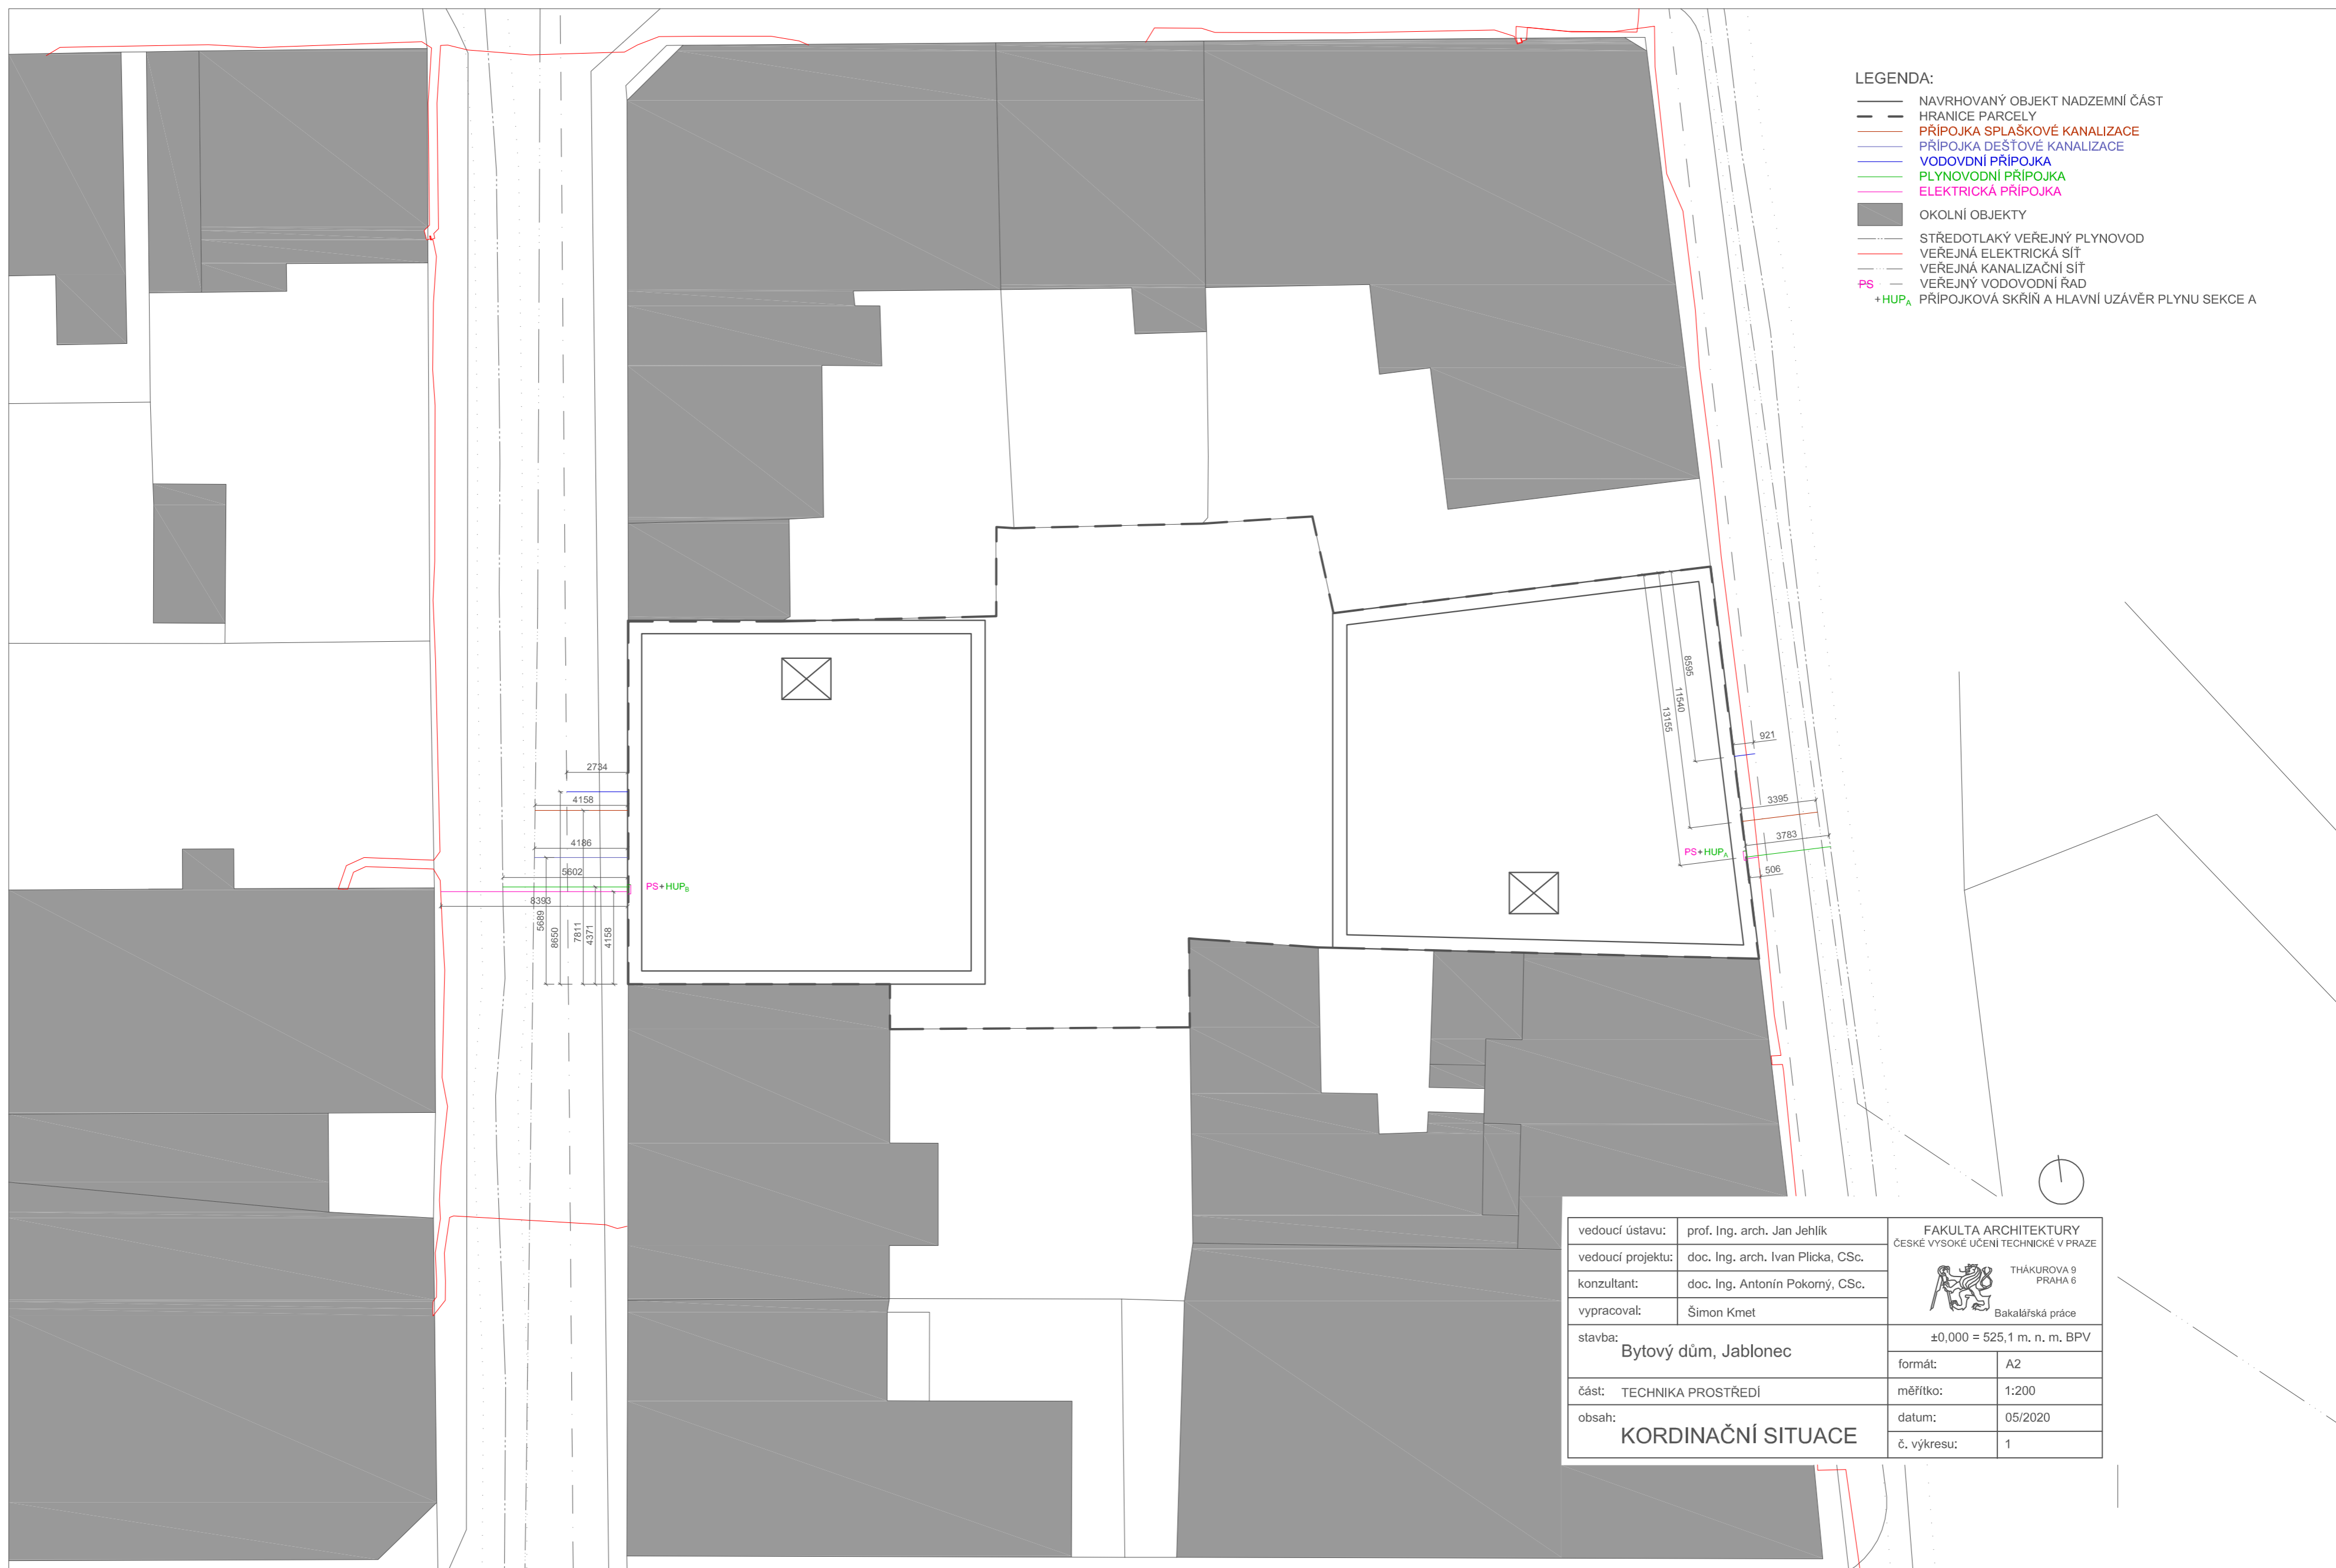 LEGENDA:
NAVRHOVANÝ OBJEKT NADZEMNÍ ČÁST
HRANICE PARCELY
PŘÍPOJKA SPLAŠKOVÉ KANALIZACE
PŘÍPOJKA DEŠŤOVÉ KANALIZACE
VODOVDNÍ PŘÍPOJKA
PLYNOVODNÍ PŘÍPOJKA
ELEKTRICKÁ PŘÍPOJKA
OKOLNÍ OBJEKTY
STŘEDOTLAKÝ VEŘEJNÝ PLYNOVOD
VEŘEJNÁ ELEKTRICKÁ SÍŤ
VEŘEJNÁ KANALIZAČNÍ SÍŤ
PS VEŘEJNÝ VODOVODNÍ ŘAD
+HUPA PŘÍPOJKOVÁ SKŘÍŇ A HLAVNÍ UZÁVĚR PLYNU SEKCE A
8595
11540
13155
921
3395
3783
506
PS+HUPA
2734
4158
4186
5602
8393
PS+HUPB
5689
8650
7811
4371
4158
vedoucí ústavu: prof. Ing. arch. Jan Jehlík
vedoucí projektu: doc. Ing. arch. Ivan Plicka, CSc.
konzultant: doc. Ing. Antonín Pokorný, CSc.
vypracoval: Šimon Kmet
FAKULTA ARCHITEKTURY
ČESKÉ VYSOKÉ UČENÍ TECHNICKÉ V PRAZE
THÁKUROVA 9
PRAHA 6
Bakalářská práce
stavba:
Bytový dům, Jablonec
±0,000 = 525,1 m. n. m. BPV
formát: A2
část: TECHNIKA PROSTŘEDÍ
měřítko: 1:200
obsah:
KORDINAČNÍ SITUACE
datum: 05/2020
č. výkresu: 1